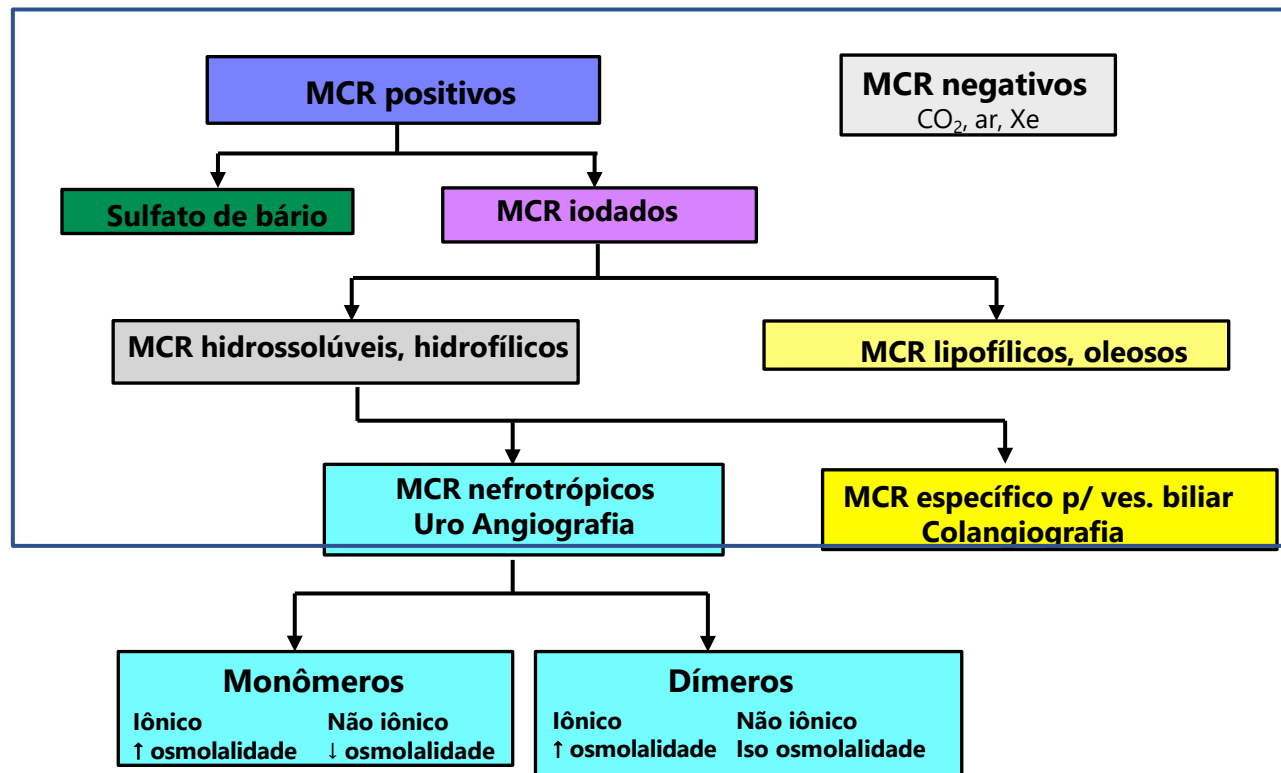 MCR positivos
MCR negativos
CO₂, ar, Xe
Sulfato de bário
MCR iodados
MCR hidrossolúveis, hidrofílicos
MCR lipofílicos, oleosos
MCR nefrotrópicos
Uro Angiografia
MCR específico p/ ves. biliar
Colangiografia
Monômeros
Iônico Não iônico
↑ osmolalidade ↓ osmolalidade
Dímeros
Iônico Não iônico
↑ osmolalidade Iso osmolalidade